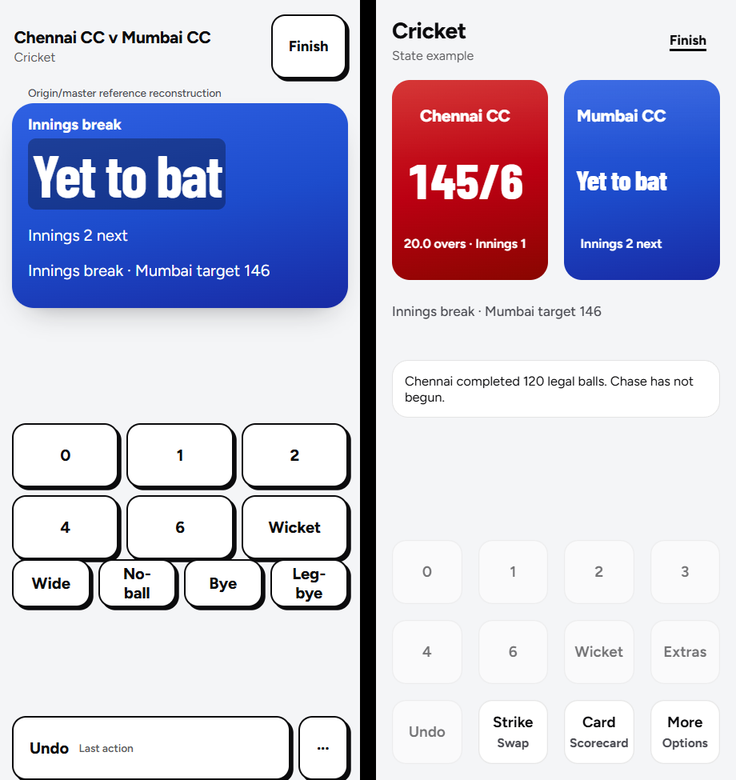 Chennai CC v Mumbai CC
Cricket
Finish
Origin/master reference reconstruction
Innings break
Yet to bat
Innings 2 next
Innings break · Mumbai target 146
0
1
2
4
6
Wicket
Wide
No-
ball
Bye
Leg-
bye
Undo Last action
...
Cricket
State example
Finish
Chennai CC
145/6
20.0 overs · Innings 1
Mumbai CC
Yet to bat
Innings 2 next
Innings break · Mumbai target 146
Chennai completed 120 legal balls. Chase has not
begun.
0
1
2
3
4
6
Wicket
Extras
Undo
Strike
Swap
Card
Scorecard
More
Options